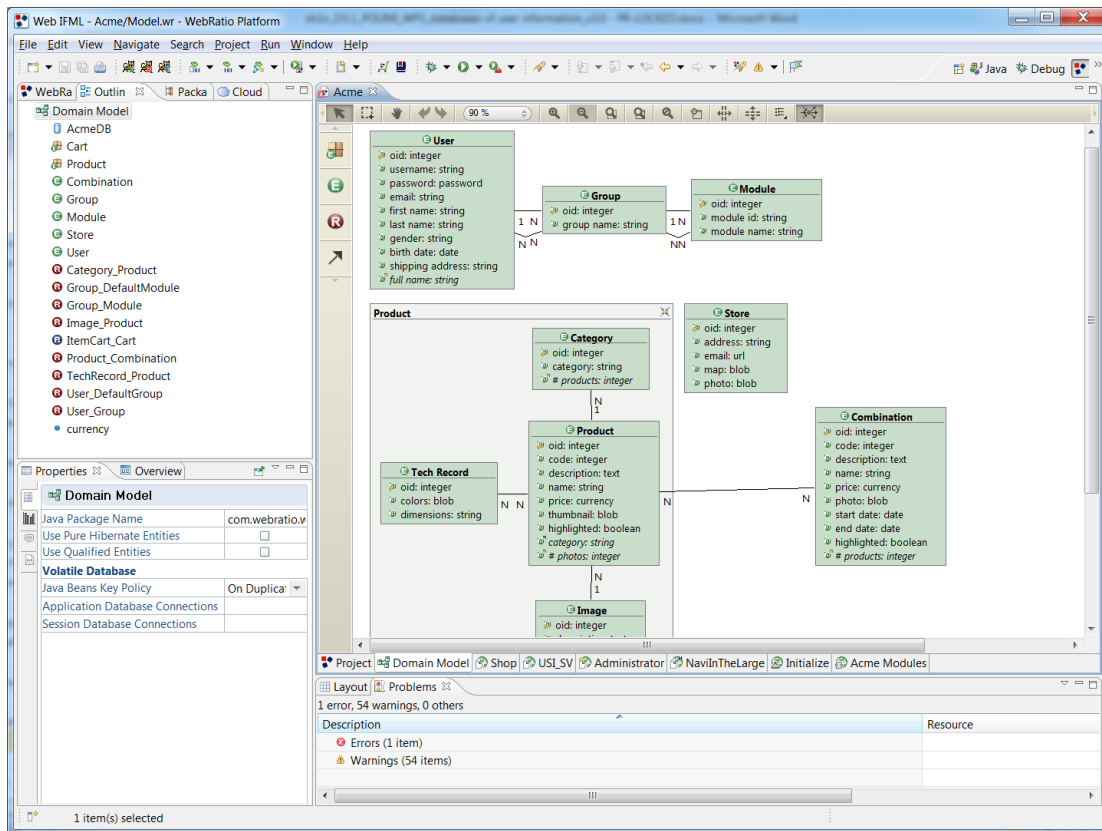 Web IFML - Acme/Model.wr - WebRatio Platform
File Edit View Navigate Search Project Run Window Help
Java Debug
WebRa Outlin Packa Cloud
Domain Model
AcmeDB
Cart
Product
Combination
Group
Module
Store
User
Category_Product
Group_DefaultModule
Group_Module
Image_Product
ItemCart_Cart
Product_Combination
TechRecord_Product
User_DefaultGroup
User_Group
currency
Properties Overview
Domain Model
Java Package Name com.webratio.w
Use Pure Hibernate Entities
Use Qualified Entities
Volatile Database
Java Beans Key Policy On Duplicat
Application Database Connections
Session Database Connections
Acme
90 %
User
oid: integer
username: string
password: password
email: string
first name: string
last name: string
gender: string
birth date: date
shipping address: string
full name: string
1 N
N N
Group
oid: integer
group name: string
1 N
NN
Module
oid: integer
module id: string
module name: string
Product
Category
oid: integer
category: string
# products: integer
N
1
Store
oid: integer
address: string
email: url
map: blob
photo: blob
Product
oid: integer
code: integer
description: text
name: string
price: currency
thumbnail: blob
highlighted: boolean
category: string
# photos: integer
Tech Record
oid: integer
colors: blob
dimensions: string
N N
N
N
Combination
oid: integer
code: integer
description: text
name: string
price: currency
photo: blob
start date: date
end date: date
highlighted: boolean
# products: integer
N
1
Image
oid: integer
Project Domain Model Shop USI_SV Administrator NaviInTheLarge Initialize Acme Modules
Layout Problems
1 error, 54 warnings, 0 others
Description Resource
Errors (1 item)
Warnings (54 items)
1 item(s) selected